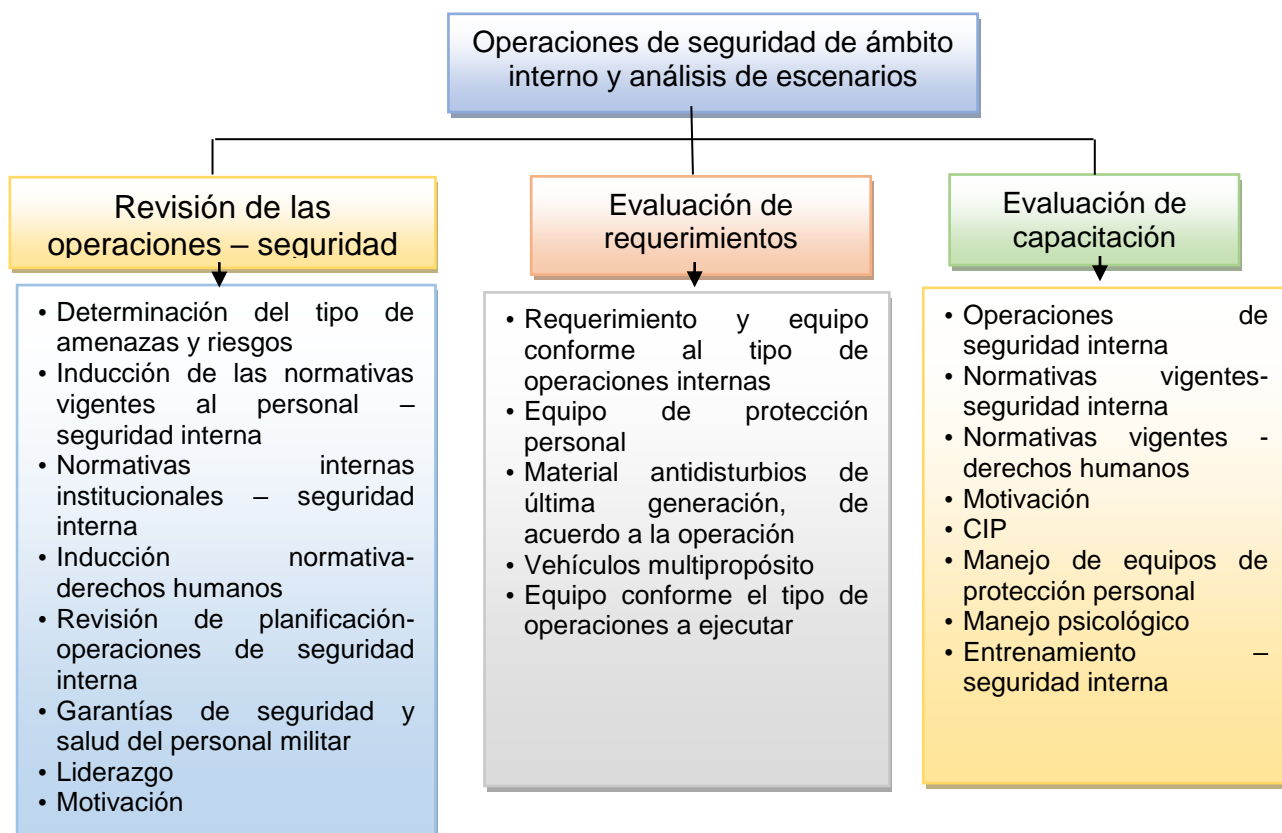 Operaciones de seguridad de ámbito
interno y análisis de escenarios
Revisión de las
operaciones – seguridad
• Determinación del tipo de
amenazas y riesgos
• Inducción de las normativas
vigentes al personal –
seguridad interna
• Normativas internas
institucionales – seguridad
interna
• Inducción normativa-
derechos humanos
• Revisión de planificación-
operaciones de seguridad
interna
• Garantías de seguridad y
salud del personal militar
• Liderazgo
• Motivación
Evaluación de
requerimientos
• Requerimiento y equipo
conforme al tipo de
operaciones internas
• Equipo de protección
personal
• Material antidisturbios de
última generación, de
acuerdo a la operación
• Vehículos multipropósito
• Equipo conforme el tipo de
operaciones a ejecutar
Evaluación de
capacitación
• Operaciones de
seguridad interna
• Normativas vigentes-
seguridad interna
• Normativas vigentes -
derechos humanos
• Motivación
• CIP
• Manejo de equipos de
protección personal
• Manejo psicológico
• Entrenamiento –
seguridad interna